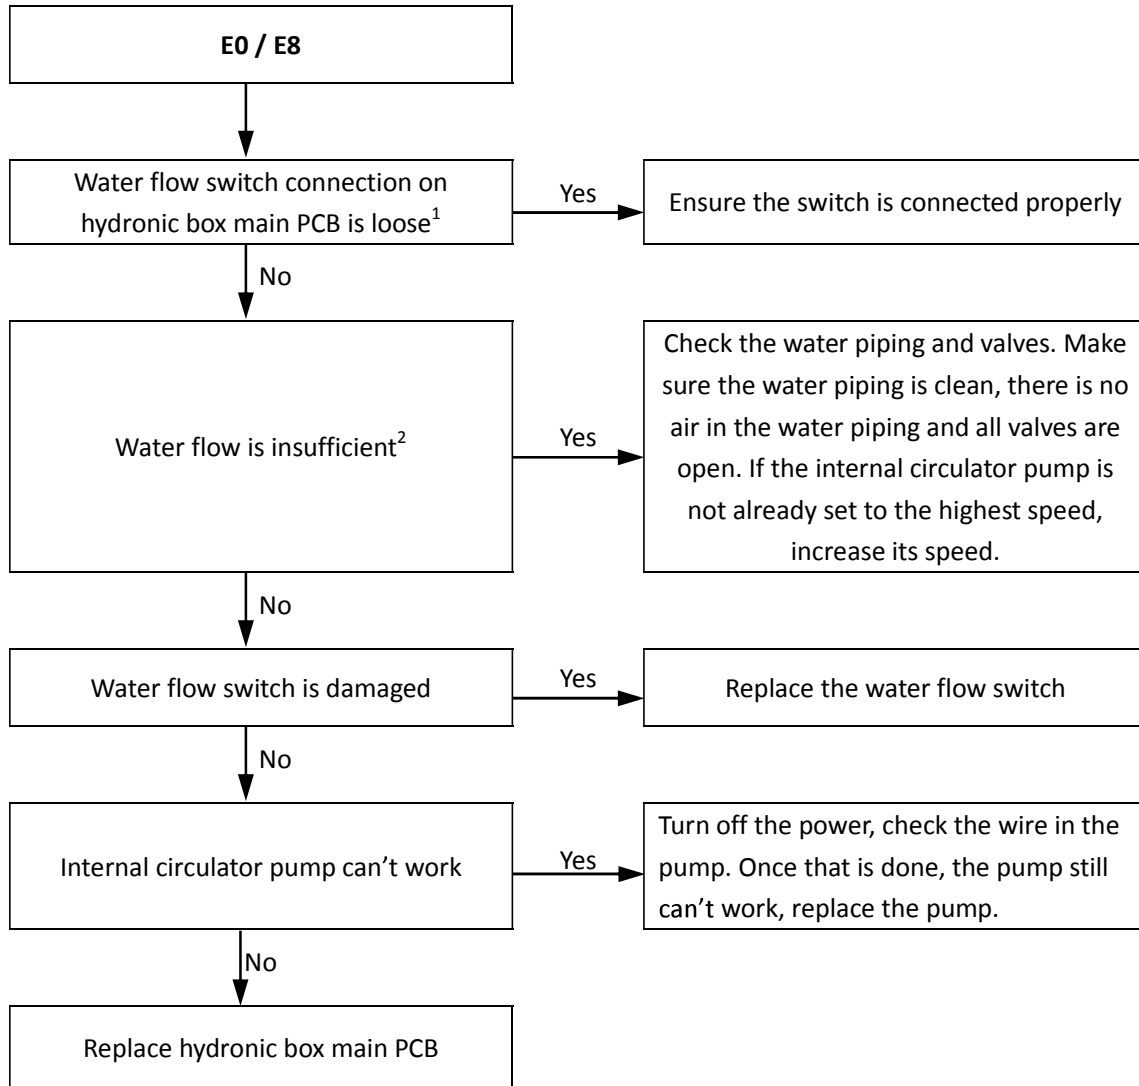 E0 / E8
Water flow switch connection on
hydronic box main PCB is loose¹
Yes
Ensure the switch is connected properly
No
Water flow is insufficient²
Yes
Check the water piping and valves. Make
sure the water piping is clean, there is no
air in the water piping and all valves are
open. If the internal circulator pump is
not already set to the highest speed,
increase its speed.
No
Water flow switch is damaged
Yes
Replace the water flow switch
No
Internal circulator pump can’t work
Yes
Turn off the power, check the wire in the
pump. Once that is done, the pump still
can’t work, replace the pump.
No
Replace hydronic box main PCB